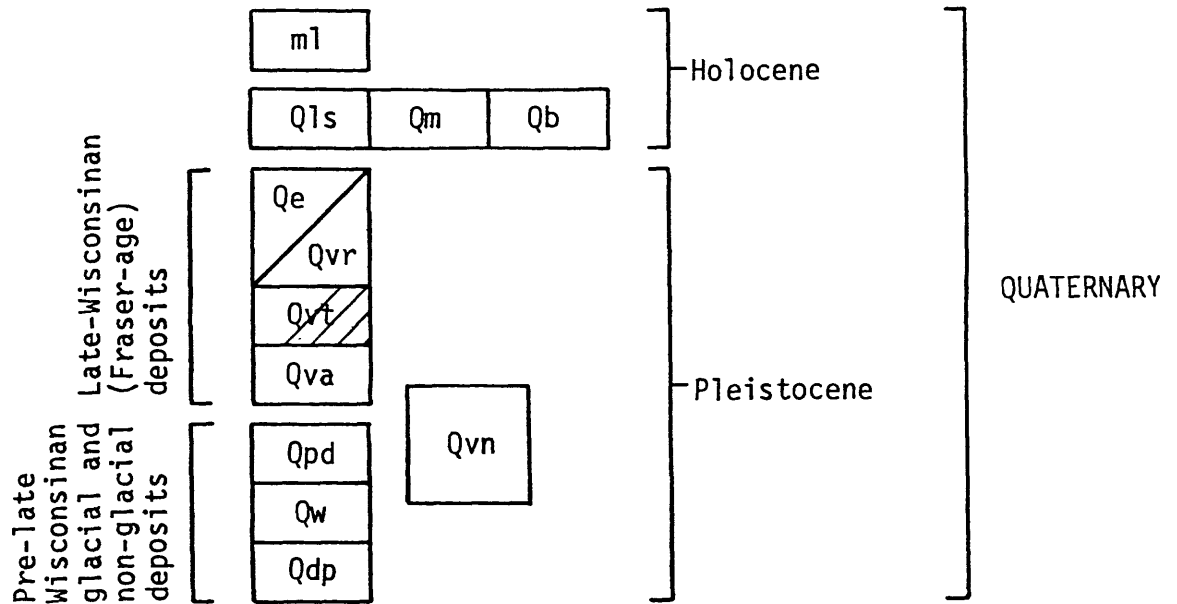 ml
Holocene
Qls Qm Qb
Late-Wisconsinan
(Fraser-age)
deposits
Qe
Qvr
Qvt
Qva
QUATERNARY
Pleistocene
Pre-late
Wisconsinan
glacial and
non-glacial
deposits
Qpd
Qvn
Qw
Qdp